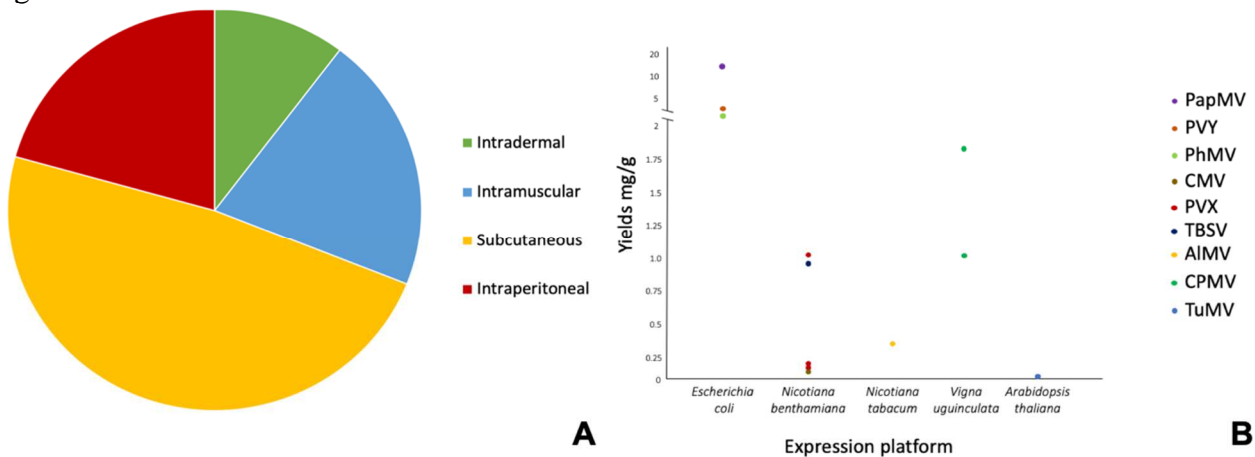 Intradermal
Intramuscular
Subcutaneous
Intraperitoneal
A
Yields mg/g
20
10
5
2
1.75
1.5
1.25
1.0
0.75
0.5
0.25
0
Escherichia
coli
Nicotiana
benthamiana
Nicotiana
tabacum
Vigna
uguinculata
Arabidopsis
thaliana
Expression platform
PapMV
PVY
PhMV
CMV
PVX
TBSV
AlMV
CPMV
TuMV
B